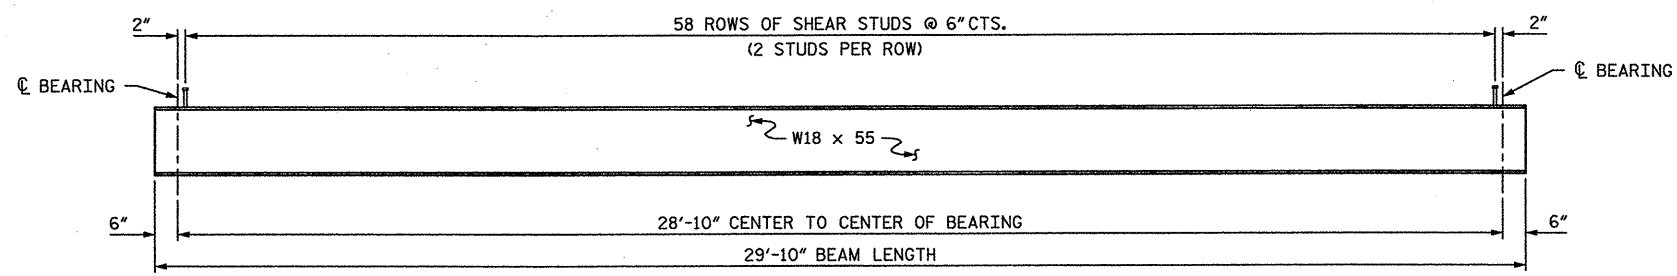 58 ROWS OF SHEAR STUDS @ 6" CTS.
(2 STUDS PER ROW)
2"
2"
℄ BEARING
℄ BEARING
W18 x 55
6"
28'-10" CENTER TO CENTER OF BEARING
6"
29'-10" BEAM LENGTH